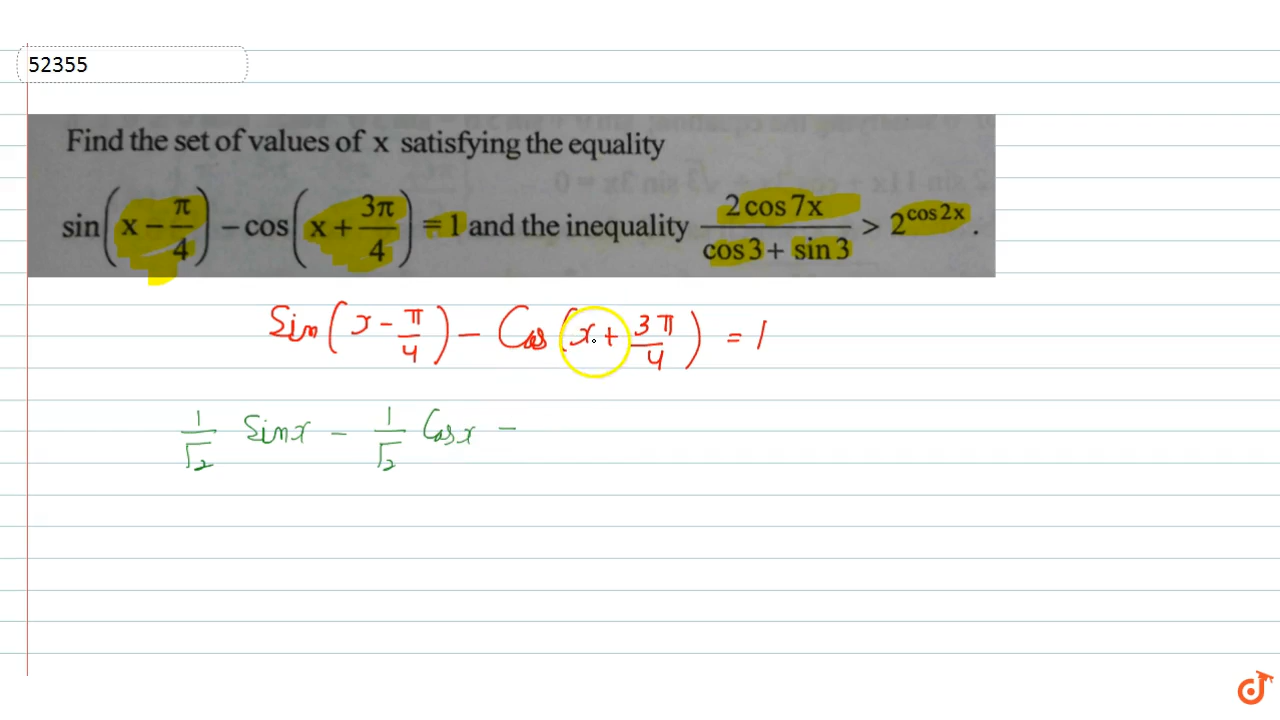 52355
Find the set of values of x satisfying the equality
sin(x − π/4) − cos(x + 3π/4) = 1 and the inequality 2 cos 7x / cos 3 + sin 3 > 2^cos 2x .
Sin(x − π/4) − Cos(x + 3π/4) = 1
1/√2 Sinx − 1/√2 Cosx −